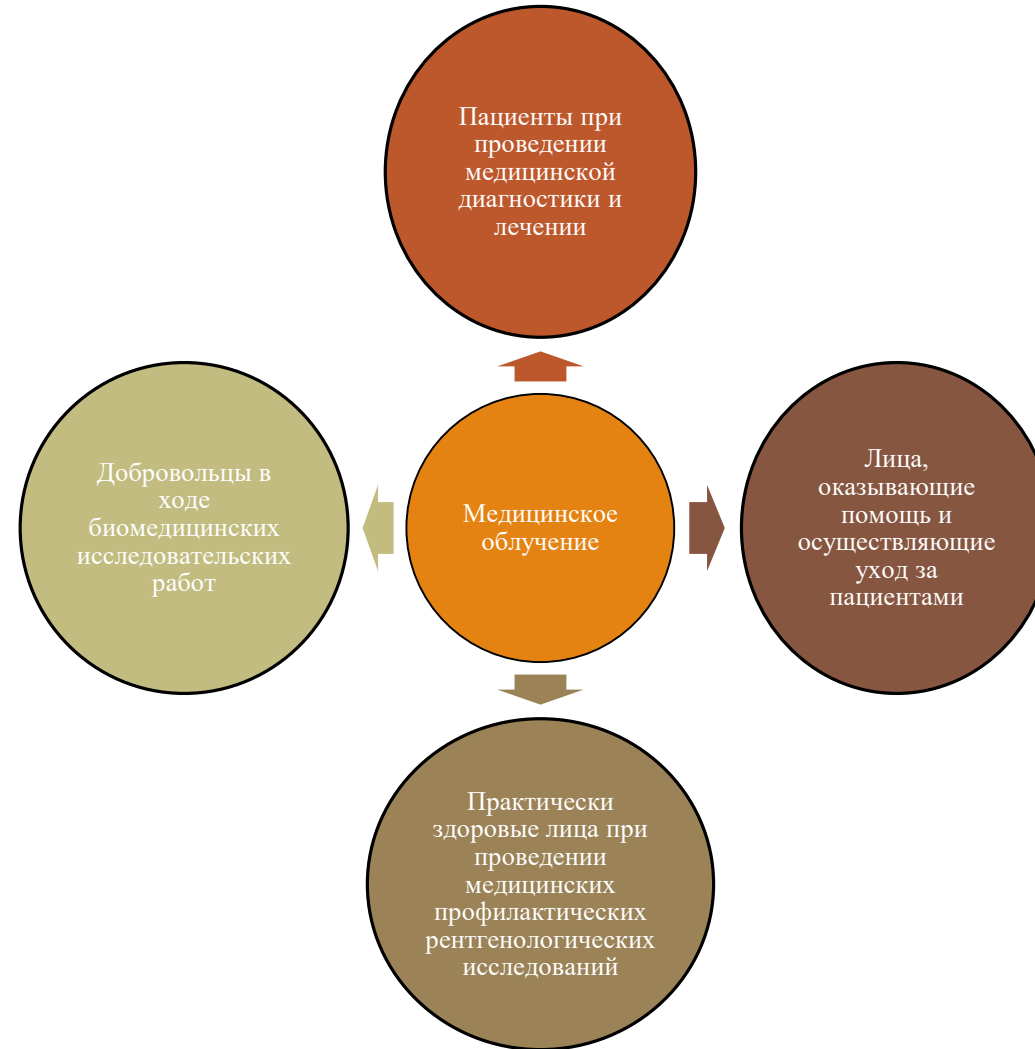 Пациенты при
проведении
медицинской
диагностики и
лечении
Добровольцы в
ходе
биомедицинских
исследовательских
работ
Медицинское
облучение
Лица,
оказывающие
помощь и
осуществляющие
уход за
пациентами
Практически
здоровые лица при
проведении
медицинских
профилактических
рентгенологических
исследований